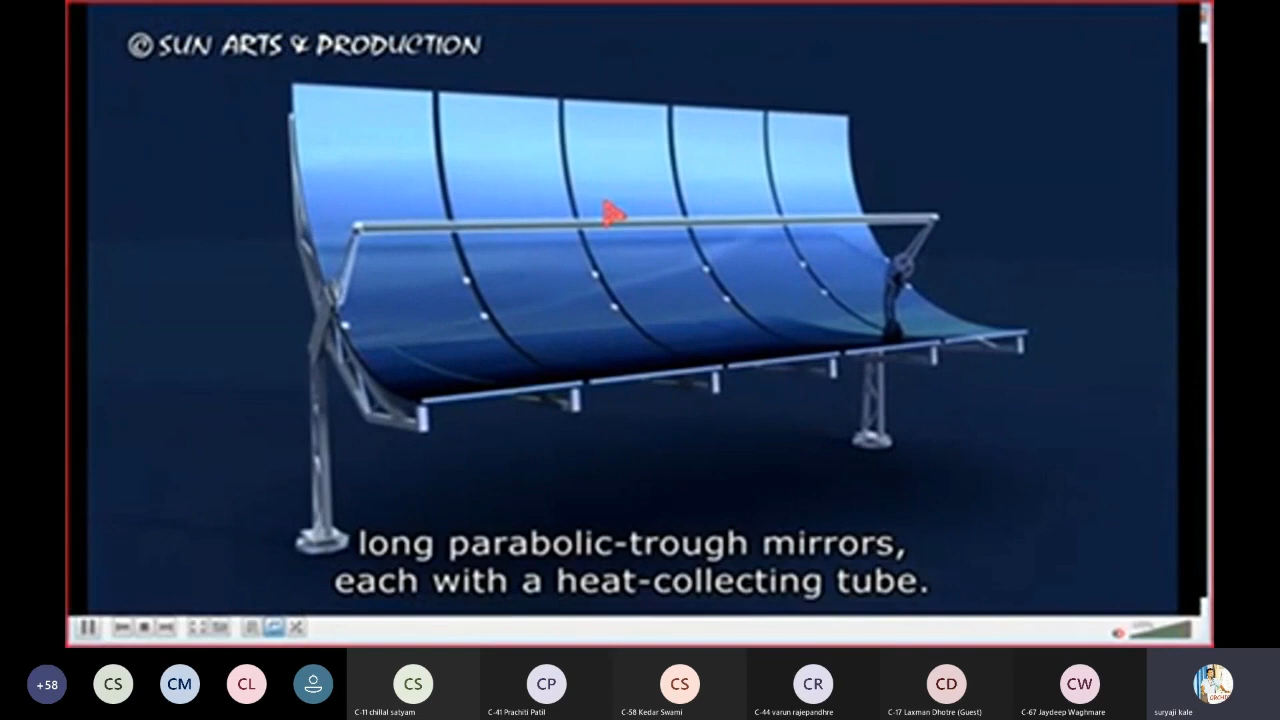 © SUN ARTS & PRODUCTION
long parabolic-trough mirrors,
each with a heat-collecting tube.
+58
CS
CM
CL
CS
CP
CS
CR
CD
CW
C-11 chillal satyam
C-41 Prachiti Patil
C-58 Kedar Swami
C-44 varun rajepandhre
C-17 Laxman Dhotre (Guest)
C-67 Jaydeep Waghmare
suryaji kale